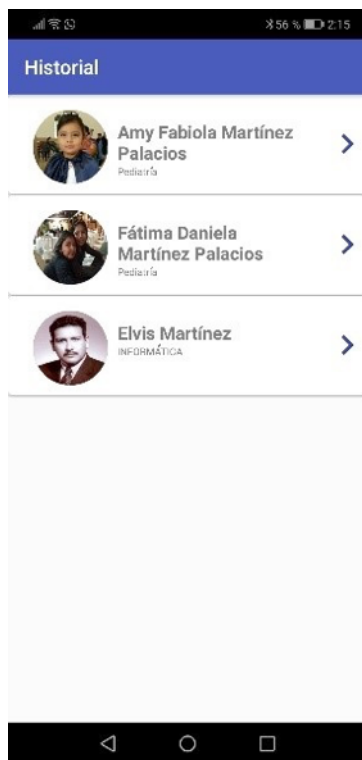 56 % 2:15
Historial
Amy Fabiola Martínez
Palacios
Pediatría
Fátima Daniela
Martínez Palacios
Pediatría
Elvis Martínez
INFORMÁTICA